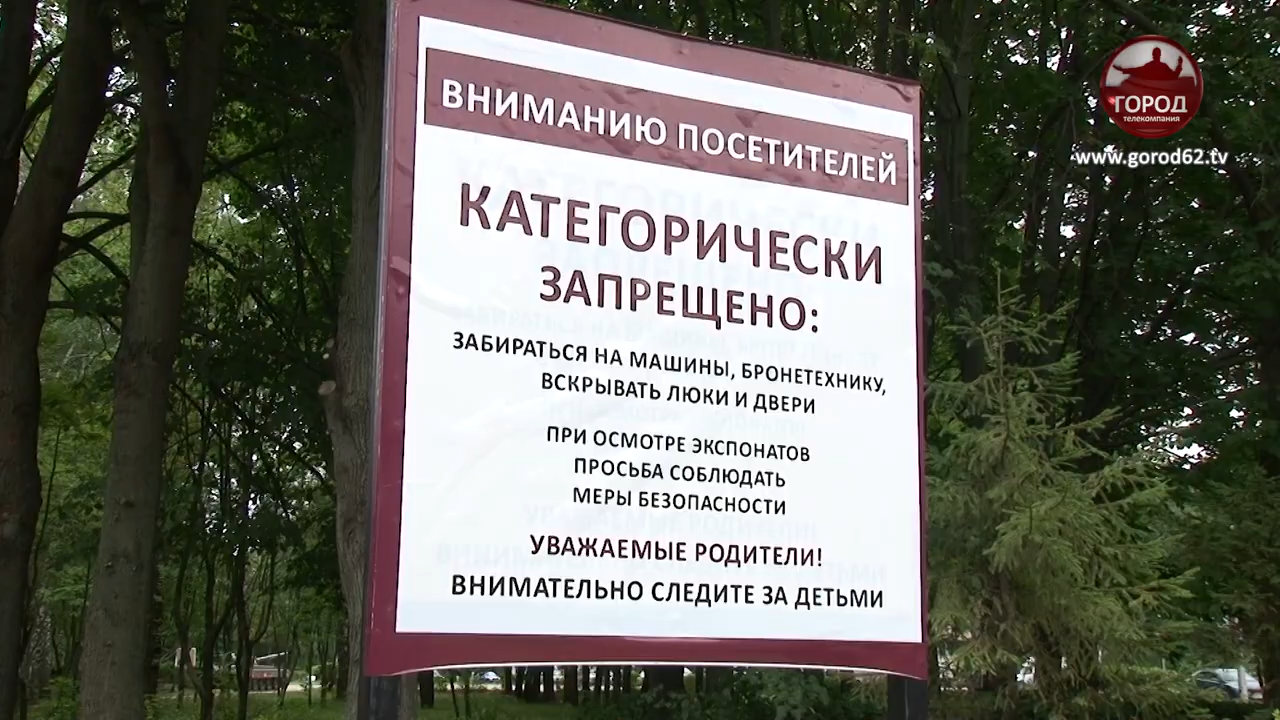 ГОРОД
телекомпания
www.gorod62.tv
ВНИМАНИЮ ПОСЕТИТЕЛЕЙ
КАТЕГОРИЧЕСКИ
ЗАПРЕЩЕНО:
ЗАБИРАТЬСЯ НА МАШИНЫ, БРОНЕТЕХНИКУ,
ВСКРЫВАТЬ ЛЮКИ И ДВЕРИ
ПРИ ОСМОТРЕ ЭКСПОНАТОВ
ПРОСЬБА СОБЛЮДАТЬ
МЕРЫ БЕЗОПАСНОСТИ
УВАЖАЕМЫЕ РОДИТЕЛИ!
ВНИМАТЕЛЬНО СЛЕДИТЕ ЗА ДЕТЬМИ